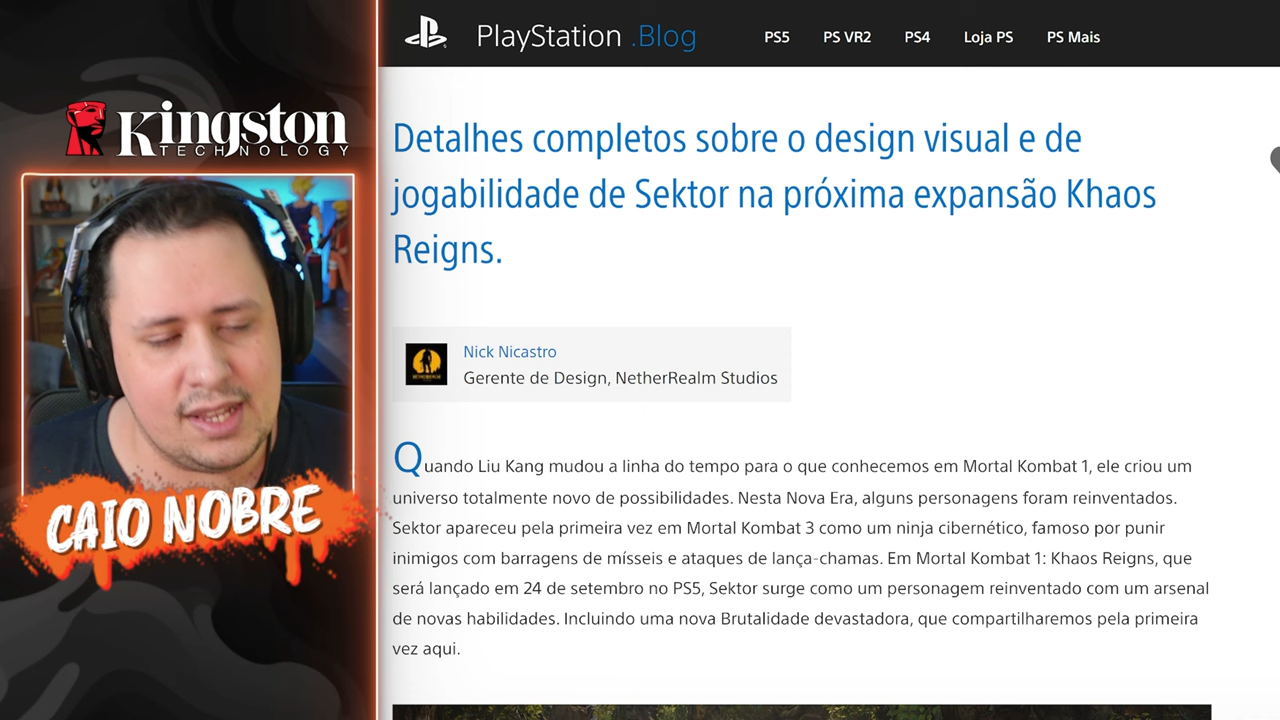 Kingston
TECHNOLOGY
CAIO NOBRE
PlayStation .Blog
PS5
PS VR2
PS4
Loja PS
PS Mais
Detalhes completos sobre o design visual e de
jogabilidade de Sektor na próxima expansão Khaos
Reigns.
Nick Nicastro
Gerente de Design, NetherRealm Studios
Quando Liu Kang mudou a linha do tempo para o que conhecemos em Mortal Kombat 1, ele criou um
universo totalmente novo de possibilidades. Nesta Nova Era, alguns personagens foram reinventados.
Sektor apareceu pela primeira vez em Mortal Kombat 3 como um ninja cibernético, famoso por punir
inimigos com barragens de mísseis e ataques de lança-chamas. Em Mortal Kombat 1: Khaos Reigns, que
será lançado em 24 de setembro no PS5, Sektor surge como um personagem reinventado com um arsenal
de novas habilidades. Incluindo uma nova Brutalidade devastadora, que compartilharemos pela primeira
vez aqui.